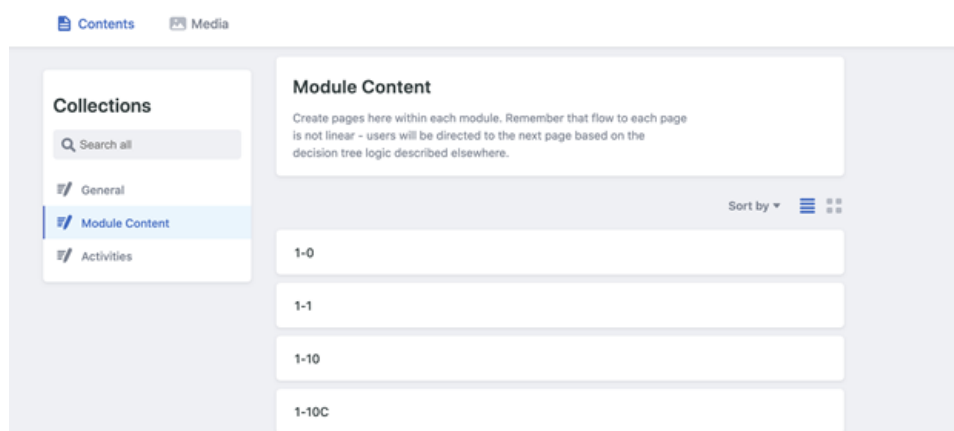 Contents
Media
Collections
Search all
General
Module Content
Activities
Module Content
Create pages here within each module. Remember that flow to each page
is not linear - users will be directed to the next page based on the
decision tree logic described elsewhere.
Sort by
1-0
1-1
1-10
1-10C